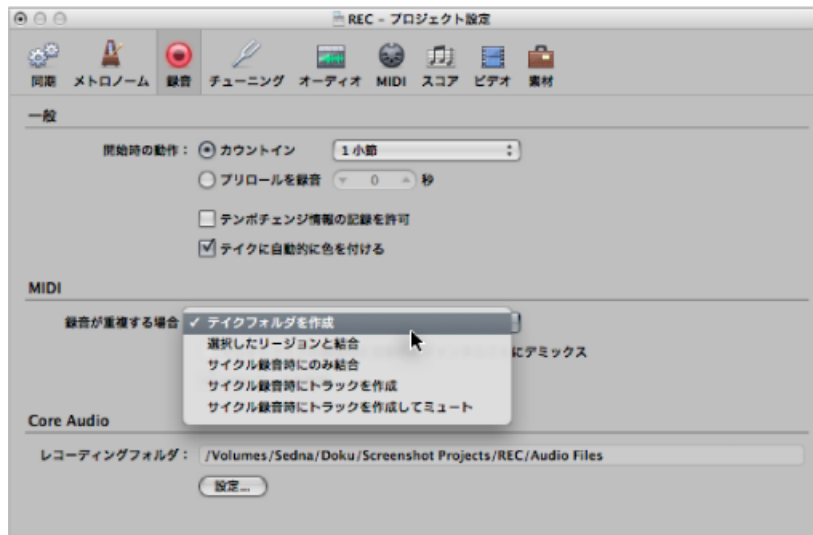 REC - プロジェクト設定
同期 メトロノーム 録音 チューニング オーディオ MIDI スコア ビデオ 素材
一般
開始時の動作： カウントイン 1 小節
プリロールを録音 0 秒
テンポチェンジ情報の記録を許可
テイクに自動的に色を付ける
MIDI
録音が重複する場合 ✓ テイクフォルダを作成
選択したリージョンと結合
にデミックス
サイクル録音時にのみ結合
サイクル録音時にトラックを作成
サイクル録音時にトラックを作成してミュート
Core Audio
レコーディングフォルダ： /Volumes/Sedna/Doku/Screenshot Projects/REC/Audio Files
設定...